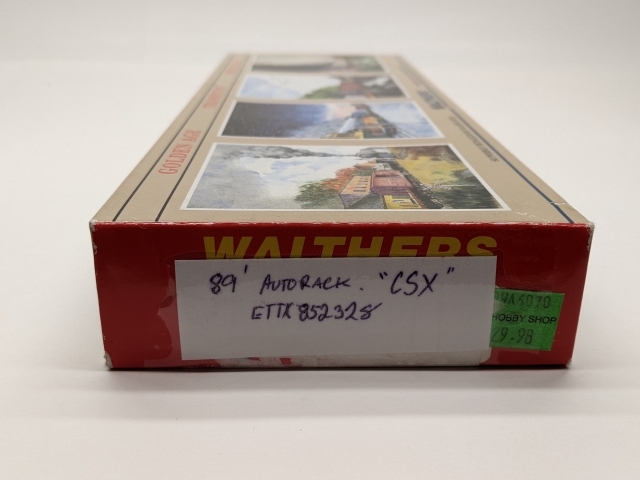 GOLDEN AGE
WALTHERS
89' AUTORACK. "CSX"
ETTX 852328
HOBBY SHOP
29.98